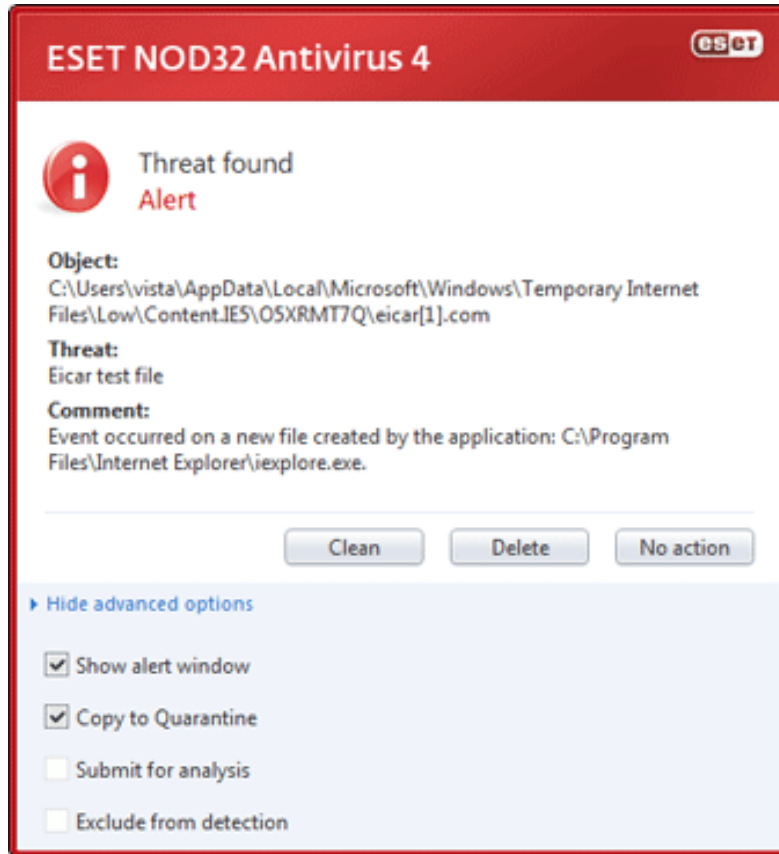 ESET NOD32 Antivirus 4
eseT
Threat found
Alert
Object:
C:\Users\vista\AppData\Local\Microsoft\Windows\Temporary Internet
Files\Low\Content.IE5\O5XRMT7Q\eicar[1].com
Threat:
Eicar test file
Comment:
Event occurred on a new file created by the application: C:\Program
Files\Internet Explorer\iexplore.exe.
Clean
Delete
No action
Hide advanced options
Show alert window
Copy to Quarantine
Submit for analysis
Exclude from detection